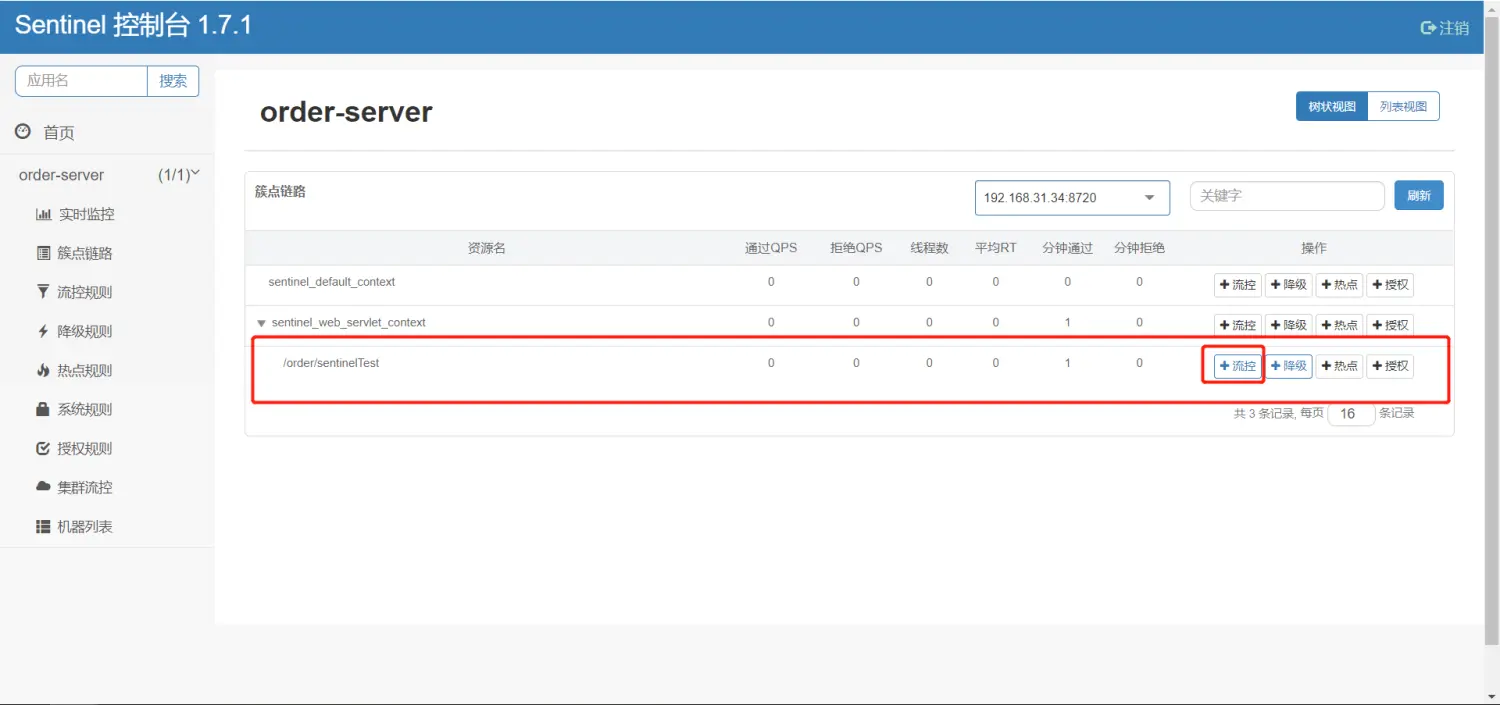 Sentinel 控制台 1.7.1
注销
应用名 搜索
首页
order-server (1/1)
实时监控
簇点链路
流控规则
降级规则
热点规则
系统规则
授权规则
集群流控
机器列表
order-server
树状视图 列表视图
簇点链路 192.168.31.34:8720 关键字 刷新
资源名 通过QPS 拒绝QPS 线程数 平均RT 分钟通过 分钟拒绝 操作
sentinel_default_context 0 0 0 0 0 0 +流控 +降级 +热点 +授权
sentinel_web_servlet_context 0 0 0 0 1 0 +流控 +降级 +热点 +授权
/order/sentinelTest 0 0 0 0 1 0 +流控 +降级 +热点 +授权
共 3 条记录, 每页 16 条记录